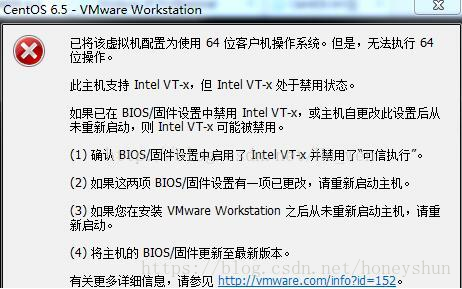 CentOS 6.5 - VMware Workstation
已将该虚拟机配置为使用 64 位客户机操作系统。但是，无法执行 64
位操作。
此主机支持 Intel VT-x，但 Intel VT-x 处于禁用状态。
如果已在 BIOS/固件设置中禁用 Intel VT-x，或主机自更改此设置后从
未重新启动，则 Intel VT-x 可能被禁用。
(1) 确认 BIOS/固件设置中启用了 Intel VT-x 并禁用了“可信执行”。
(2) 如果这两项 BIOS/固件设置有一项已更改，请重新启动主机。
(3) 如果您在安装 VMware Workstation 之后从未重新启动主机，请重
新启动。
(4) 将主机的 BIOS/固件更新至最新版本。
有关更多详细信息，请参见 http://vmware.com/info?id=152。
https://blog.csdn.net/honeyshun